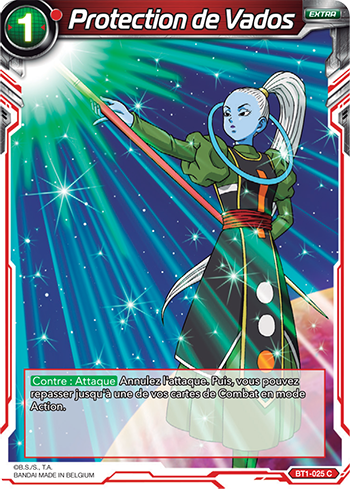 1
Protection de Vados
EXTRA
Contre : Attaque Annulez l'attaque. Puis, vous pouvez
repasser jusqu'à une de vos cartes de Combat en mode
Action.
©B.S./S., T.A.
BANDAI MADE IN BELGIUM
BT1-025 C